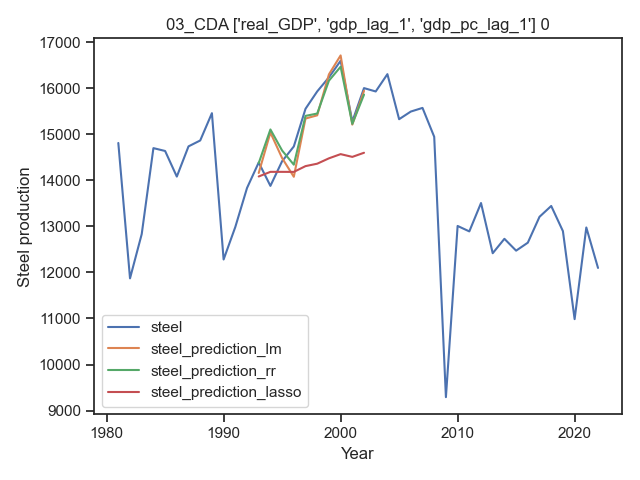 03_CDA ['real_GDP', 'gdp_lag_1', 'gdp_pc_lag_1'] 0
17000
16000
15000
14000
13000
12000
11000
10000
9000
Steel production
steel
steel_prediction_lm
steel_prediction_rr
steel_prediction_lasso
1980
1990
2000
2010
2020
Year